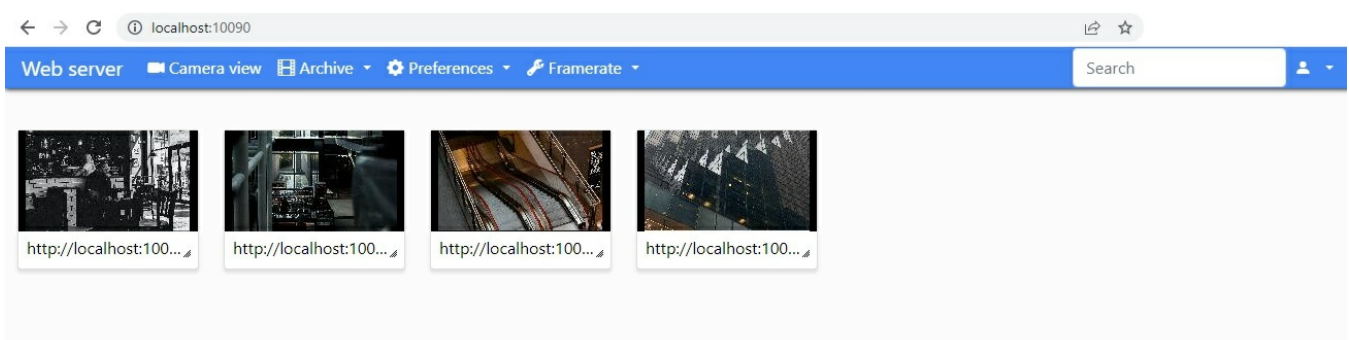 localhost:10090
Web server Camera view Archive Preferences Framerate Search
http://localhost:100... http://localhost:100... http://localhost:100... http://localhost:100...